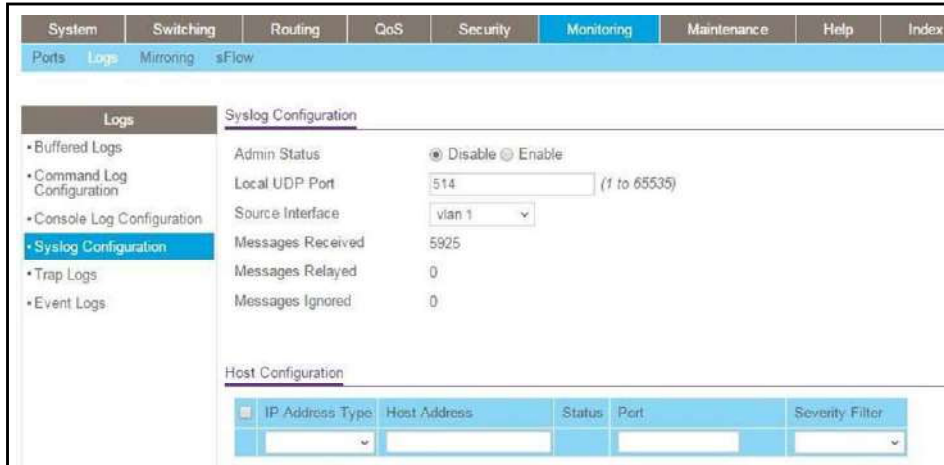 System Switching Routing QoS Security Monitoring Maintenance Help Index
Ports Logs Mirroring sFlow
Logs
• Buffered Logs
• Command Log
Configuration
• Console Log Configuration
• Syslog Configuration
• Trap Logs
• Event Logs
Syslog Configuration
Admin Status Disable Enable
Local UDP Port 514 (1 to 65535)
Source Interface vlan 1
Messages Received 5925
Messages Relayed 0
Messages Ignored 0
Host Configuration
IP Address Type Host Address Status Port Severity Filter